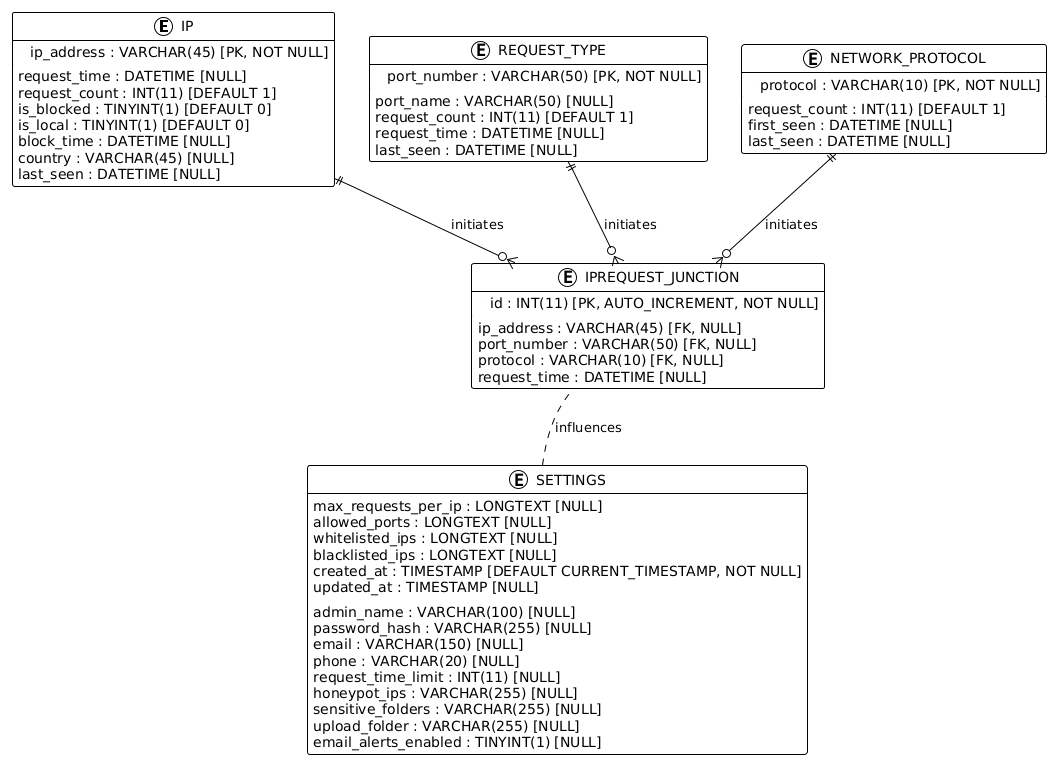 E IP
ip_address : VARCHAR(45) [PK, NOT NULL]
request_time : DATETIME [NULL]
request_count : INT(11) [DEFAULT 1]
is_blocked : TINYINT(1) [DEFAULT 0]
is_local : TINYINT(1) [DEFAULT 0]
block_time : DATETIME [NULL]
country : VARCHAR(45) [NULL]
last_seen : DATETIME [NULL]
E REQUEST_TYPE
port_number : VARCHAR(50) [PK, NOT NULL]
port_name : VARCHAR(50) [NULL]
request_count : INT(11) [DEFAULT 1]
request_time : DATETIME [NULL]
last_seen : DATETIME [NULL]
E NETWORK_PROTOCOL
protocol : VARCHAR(10) [PK, NOT NULL]
request_count : INT(11) [DEFAULT 1]
first_seen : DATETIME [NULL]
last_seen : DATETIME [NULL]
initiates
initiates
initiates
E IPREQUEST_JUNCTION
id : INT(11) [PK, AUTO_INCREMENT, NOT NULL]
ip_address : VARCHAR(45) [FK, NULL]
port_number : VARCHAR(50) [FK, NULL]
protocol : VARCHAR(10) [FK, NULL]
request_time : DATETIME [NULL]
influences
E SETTINGS
max_requests_per_ip : LONGTEXT [NULL]
allowed_ports : LONGTEXT [NULL]
whitelisted_ips : LONGTEXT [NULL]
blacklisted_ips : LONGTEXT [NULL]
created_at : TIMESTAMP [DEFAULT CURRENT_TIMESTAMP, NOT NULL]
updated_at : TIMESTAMP [NULL]
admin_name : VARCHAR(100) [NULL]
password_hash : VARCHAR(255) [NULL]
email : VARCHAR(150) [NULL]
phone : VARCHAR(20) [NULL]
request_time_limit : INT(11) [NULL]
honeypot_ips : VARCHAR(255) [NULL]
sensitive_folders : VARCHAR(255) [NULL]
upload_folder : VARCHAR(255) [NULL]
email_alerts_enabled : TINYINT(1) [NULL]